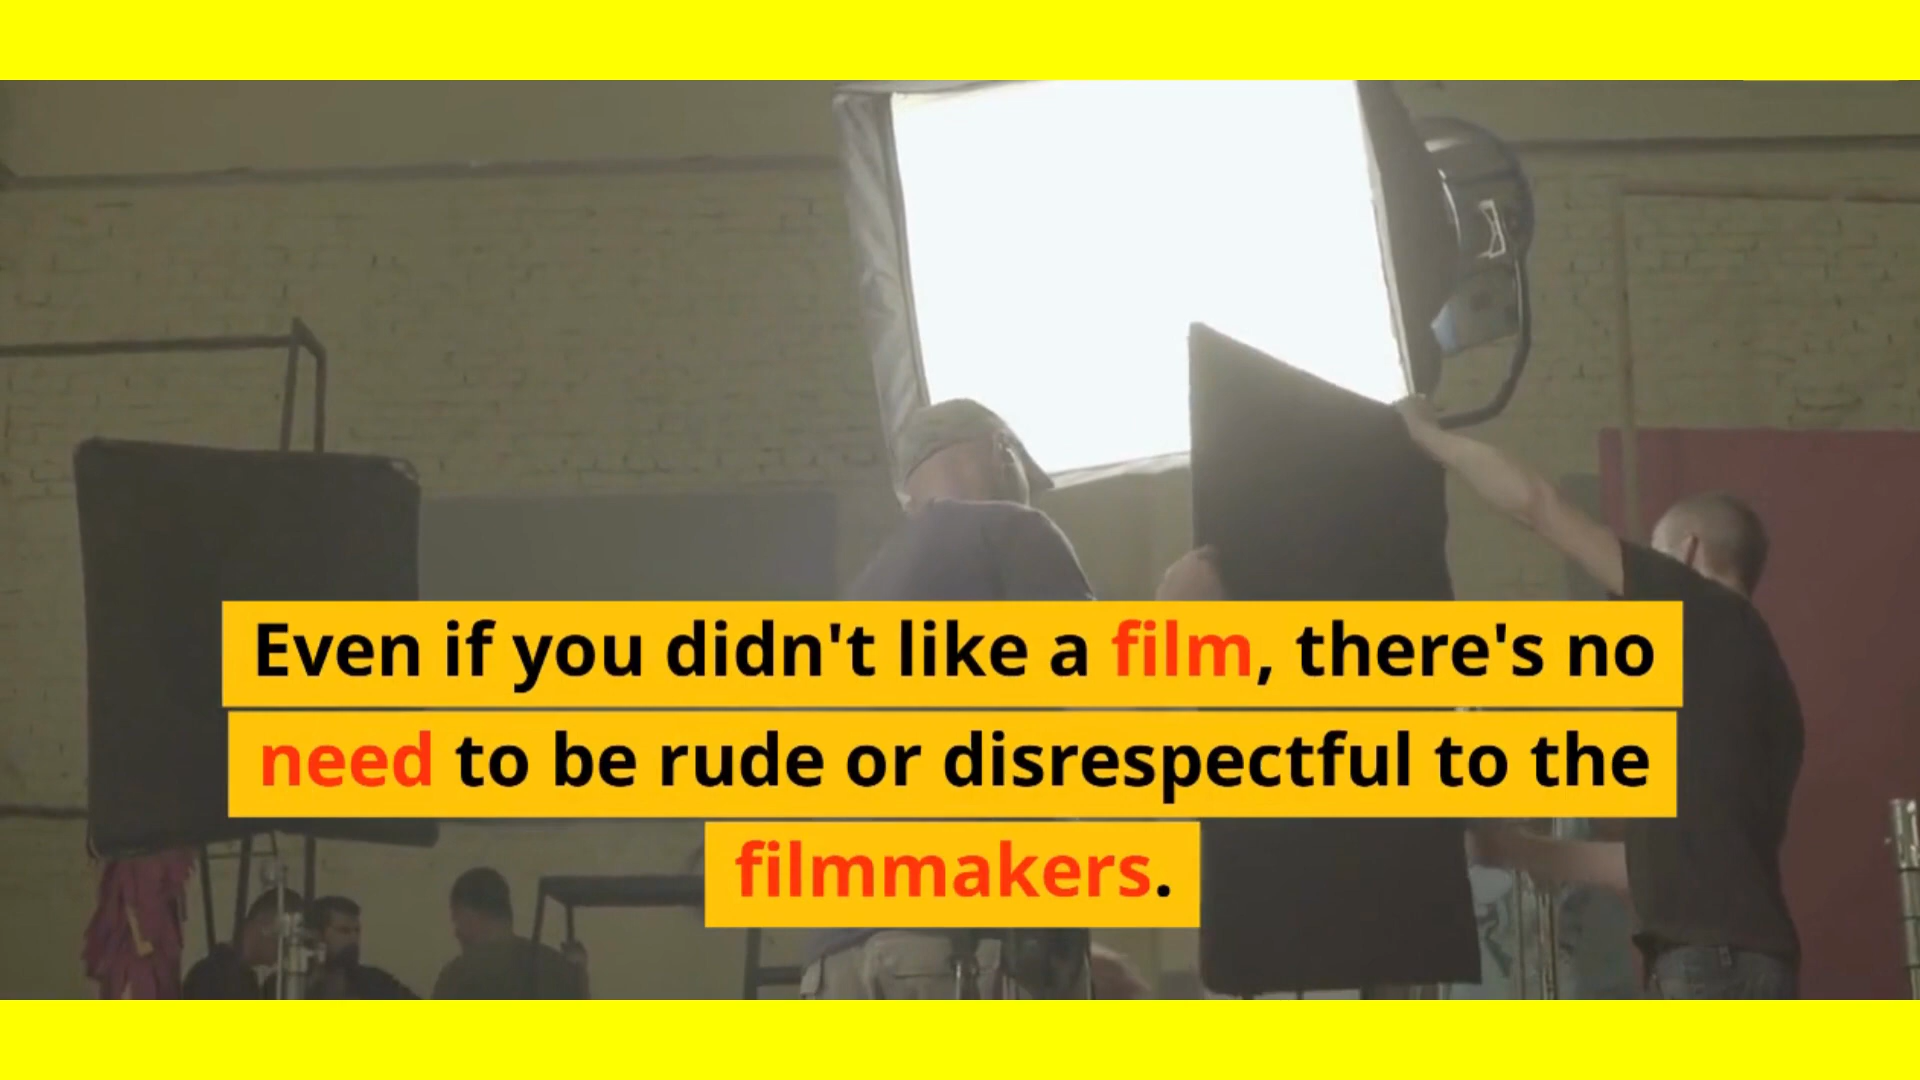 Even if you didn't like a film, there's no
need to be rude or disrespectful to the
filmmakers.